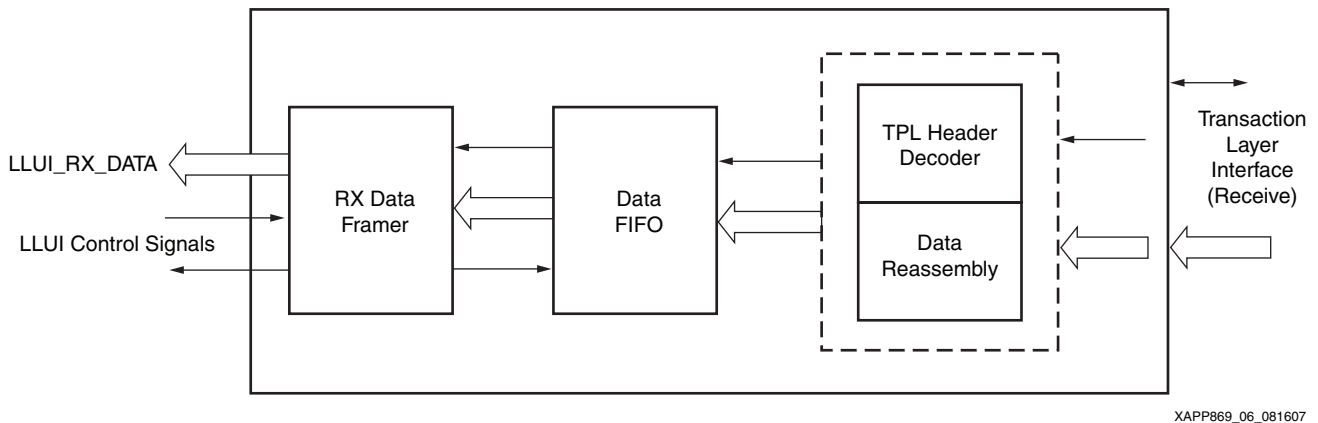 LLUI_RX_DATA
LLUI Control Signals
RX Data
Framer
Data
FIFO
TPL Header
Decoder
Data
Reassembly
Transaction
Layer
Interface
(Receive)
XAPP869_06_081607